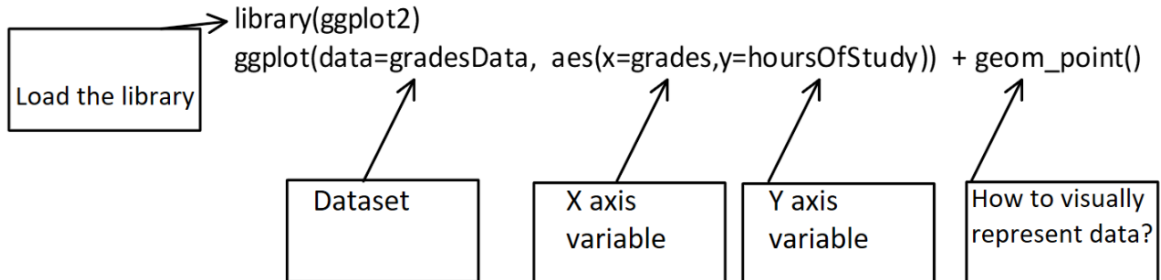 library(ggplot2)
ggplot(data=gradesData, aes(x=grades,y=hoursOfStudy)) + geom_point()
Load the library
Dataset
X axis
variable
Y axis
variable
How to visually
represent data?